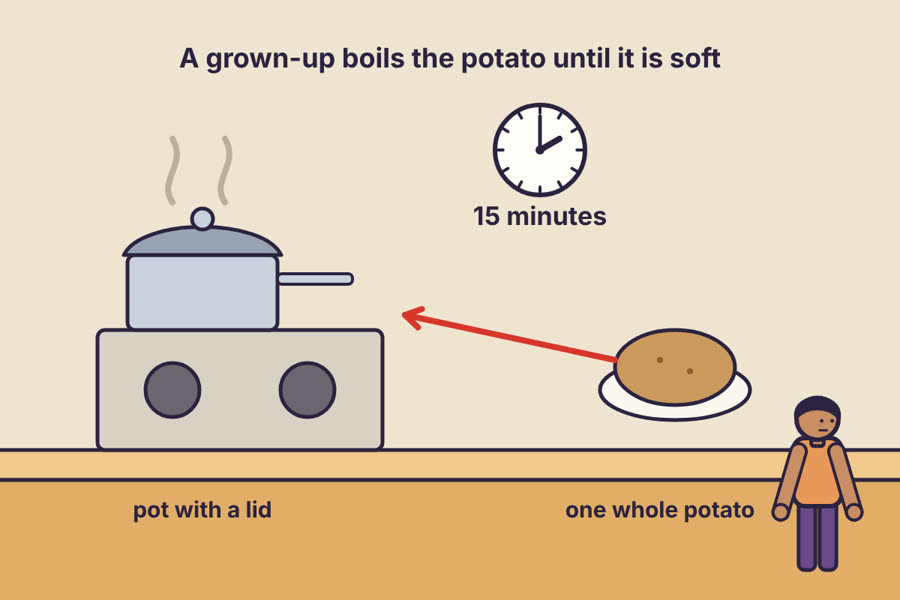 A grown-up boils the potato until it is soft
15 minutes
pot with a lid
one whole potato